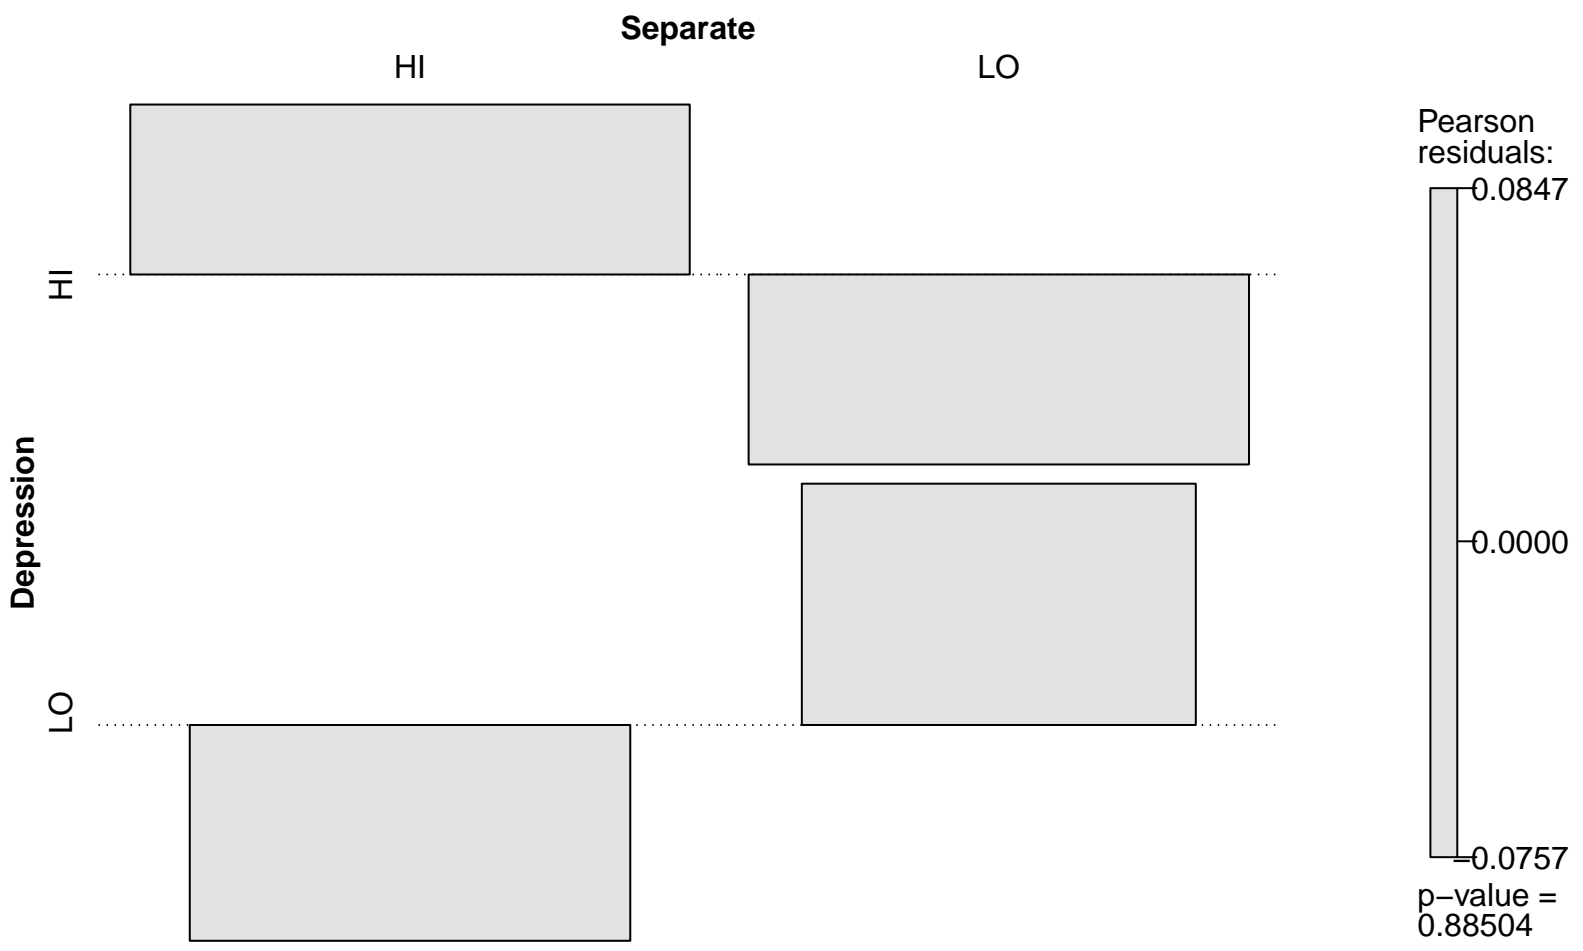 Separate
HI
LO
HI
Depression
LO
Pearson
residuals:
0.0847
0.0000
−0.0757
p−value =
0.88504